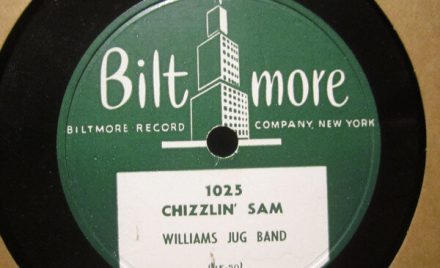 Biltmore
BILTMORE RECORD COMPANY, NEW YORK
1025
CHIZZLIN' SAM
WILLIAMS JUG BAND